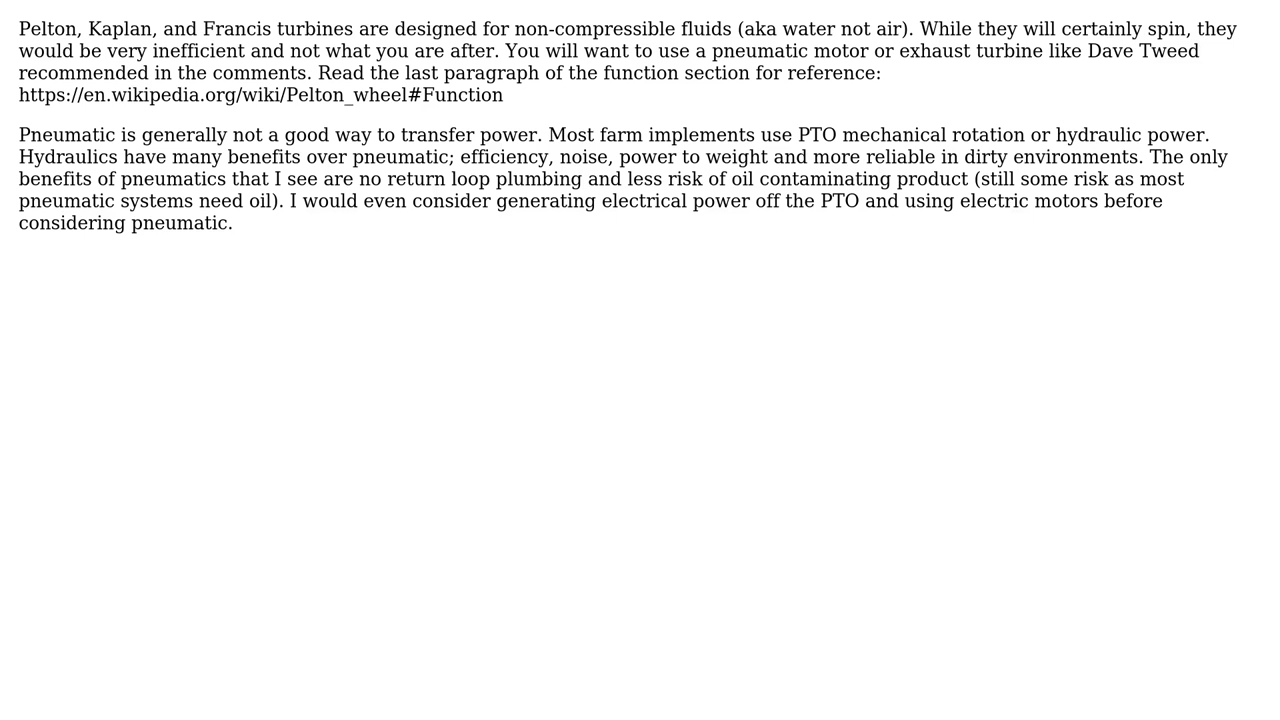 Pelton, Kaplan, and Francis turbines are designed for non-compressible fluids (aka water not air). While they will certainly spin, they
would be very inefficient and not what you are after. You will want to use a pneumatic motor or exhaust turbine like Dave Tweed
recommended in the comments. Read the last paragraph of the function section for reference:
https://en.wikipedia.org/wiki/Pelton_wheel#Function
Pneumatic is generally not a good way to transfer power. Most farm implements use PTO mechanical rotation or hydraulic power.
Hydraulics have many benefits over pneumatic; efficiency, noise, power to weight and more reliable in dirty environments. The only
benefits of pneumatics that I see are no return loop plumbing and less risk of oil contaminating product (still some risk as most
pneumatic systems need oil). I would even consider generating electrical power off the PTO and using electric motors before
considering pneumatic.